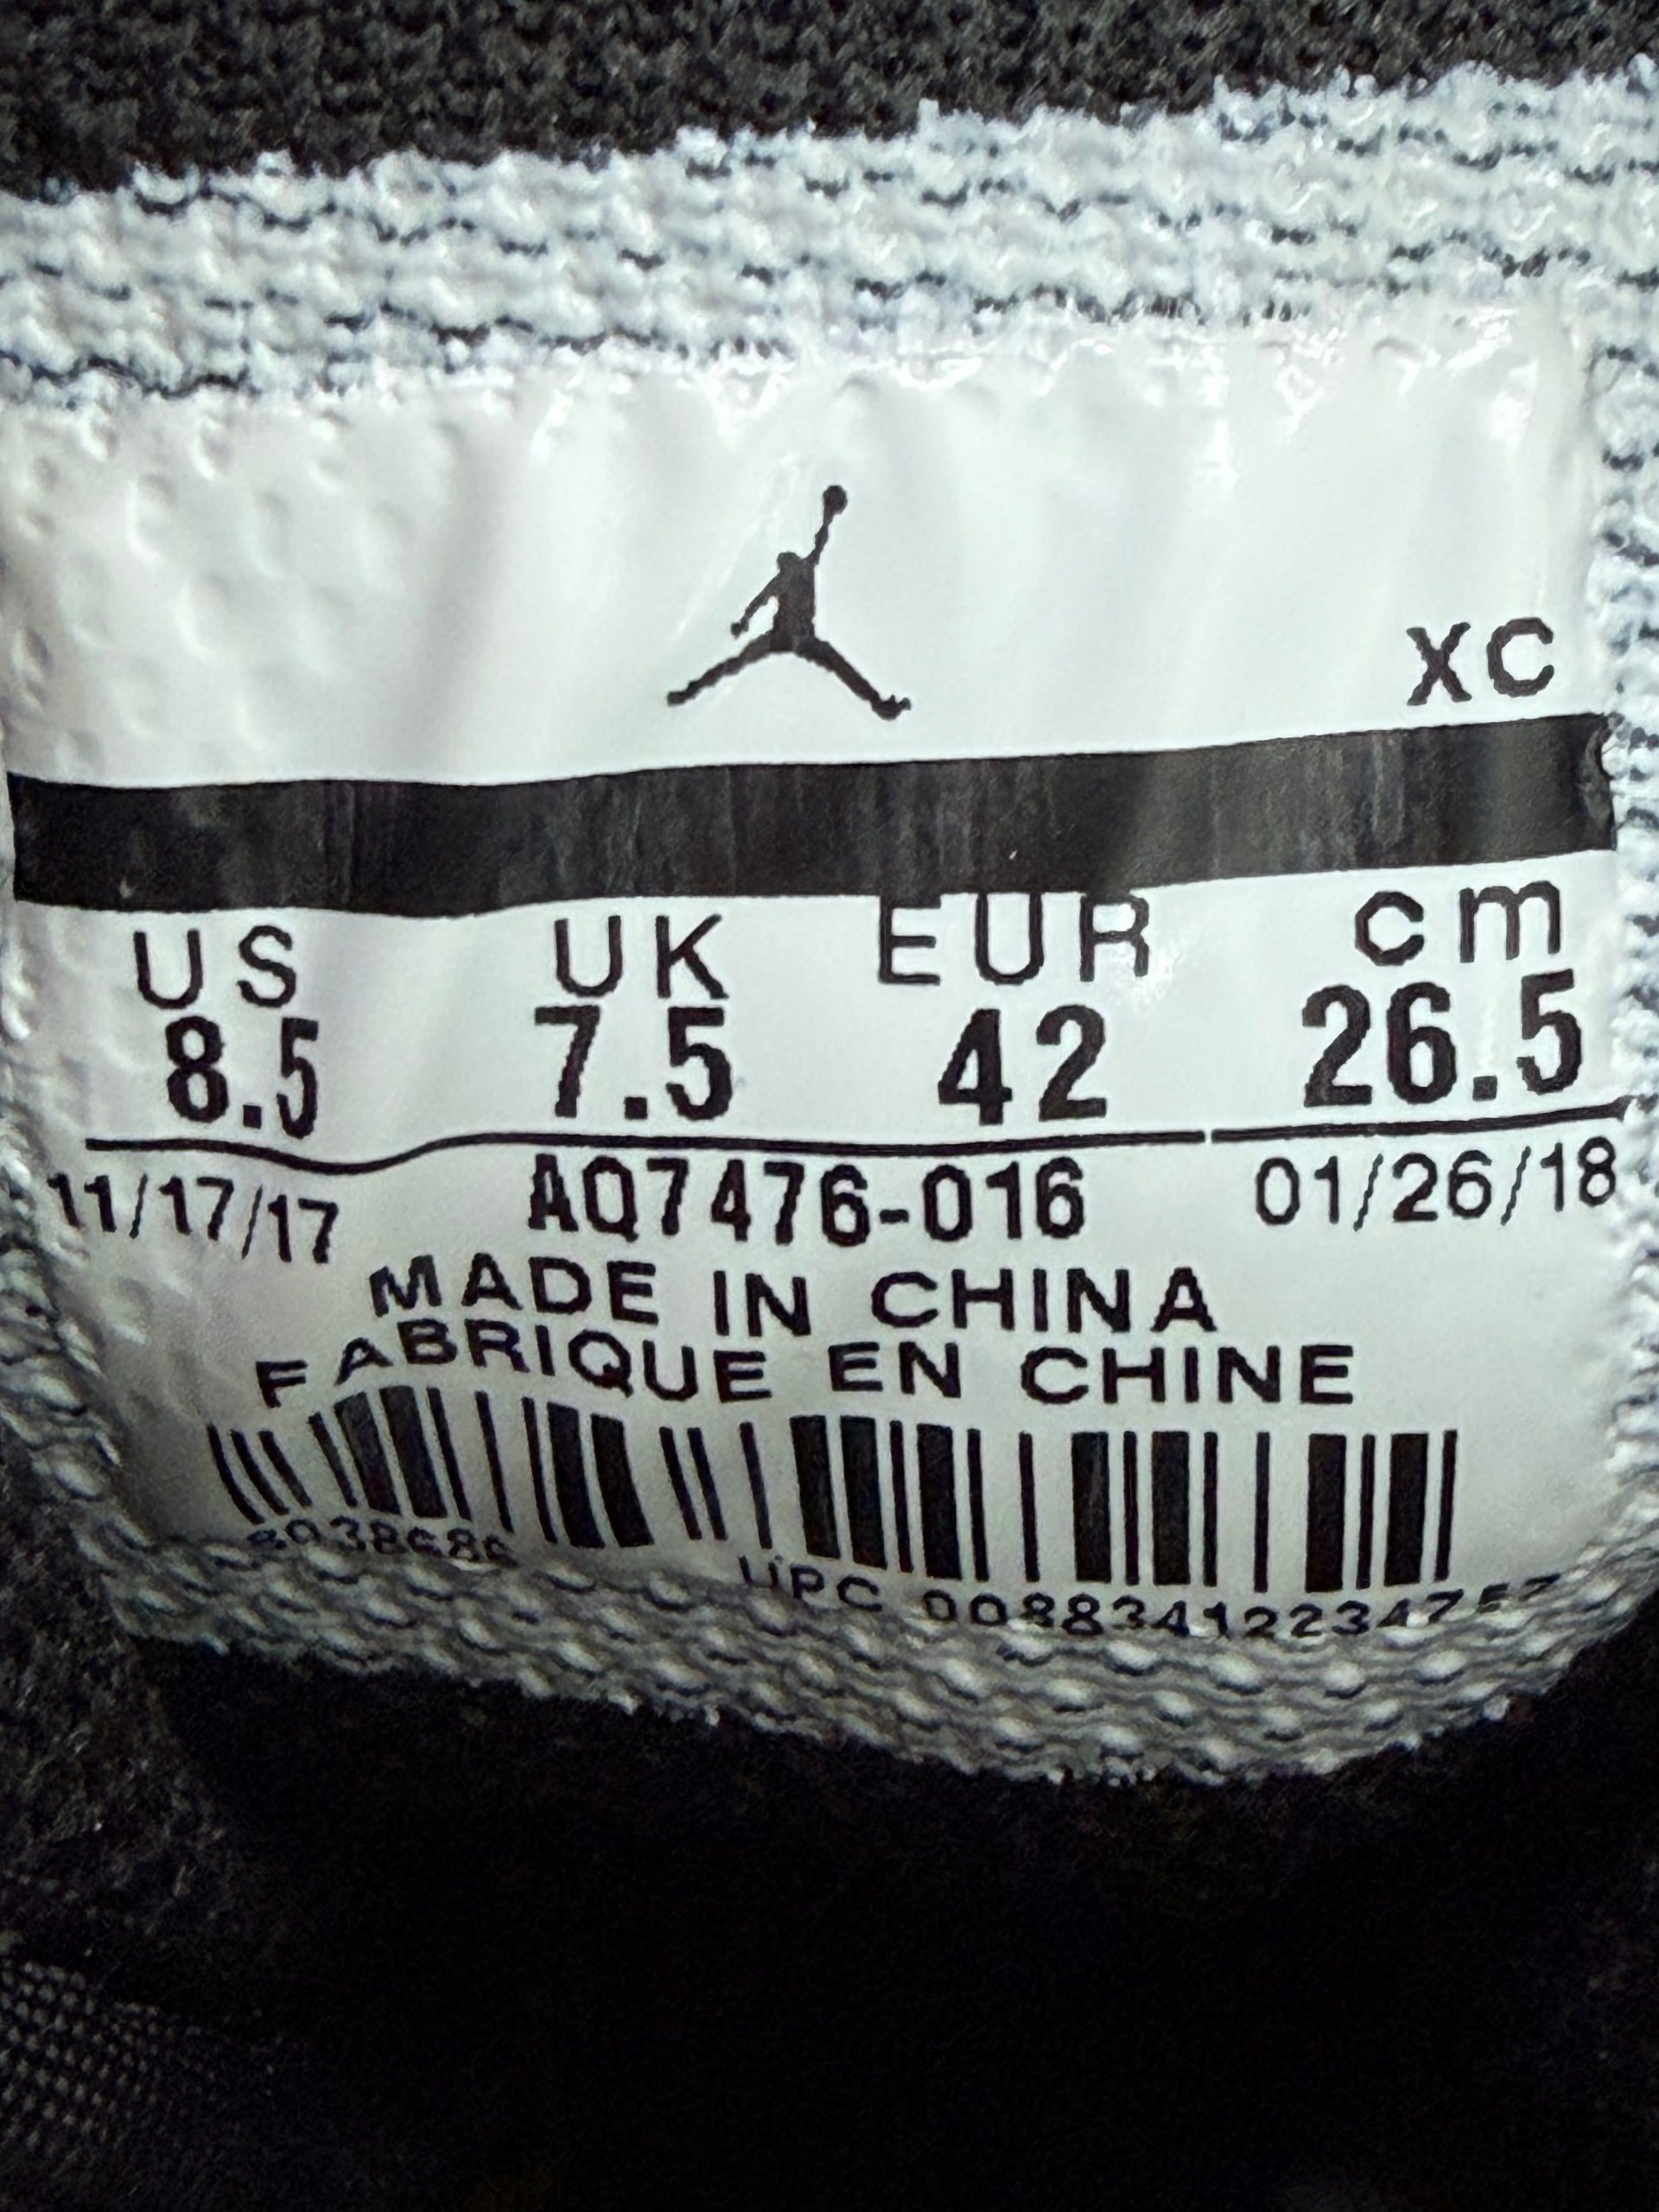 XC
US UK EUR cm
8.5 7.5 42 26.5
11/17/17 AQ7476-016 01/26/18
MADE IN CHINA
FABRIQUE EN CHINE
UPC